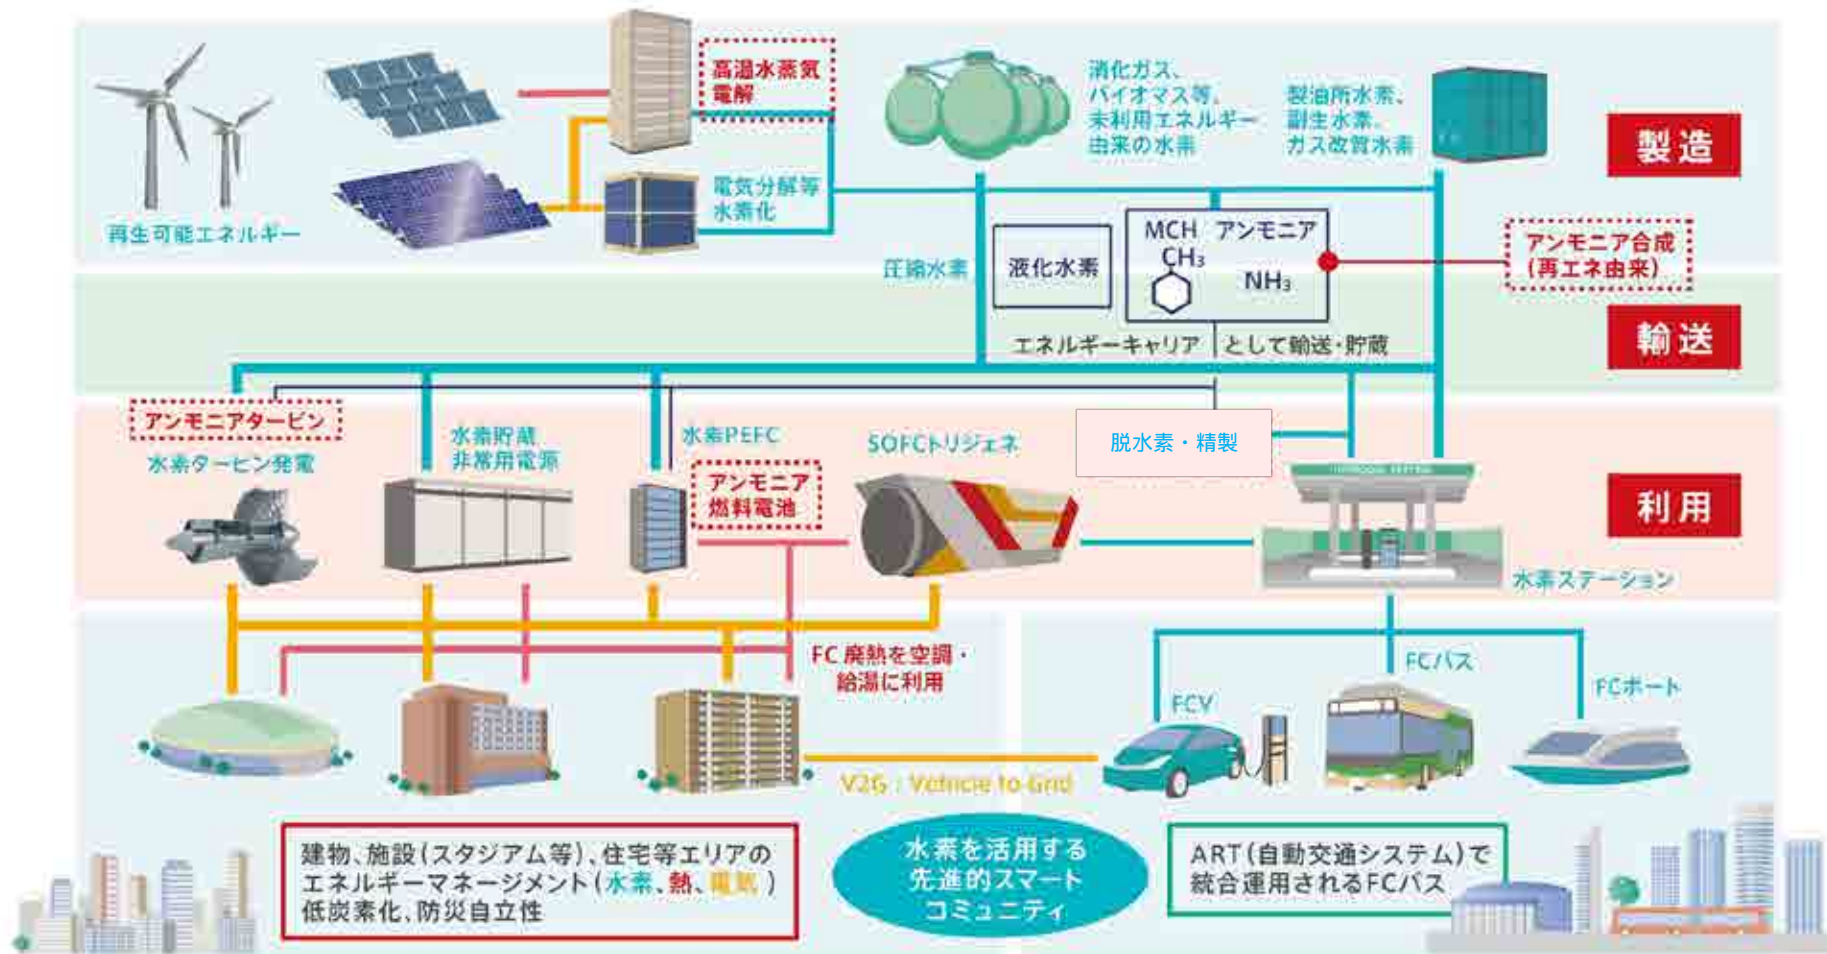 高温水蒸気
電解
消化ガス、
バイオマス等、
未利用エネルギー
由来の水素
製油所水素、
副生水素、
ガス改質水素
製造
再生可能エネルギー
電気分解等
水素化
圧縮水素
液化水素
MCH
アンモニア
CH₃
NH₃
アンモニア合成
(再エネ由来)
エネルギーキャリア
として輸送・貯蔵
輸送
アンモニアタービン
水素タービン発電
水素貯蔵
非常用電源
水素PEFC
アンモニア
燃料電池
SOFCトリジェネ
脱水素・精製
利用
水素ステーション
FC 廃熱を空調・
給湯に利用
FCV
FCバス
FCボート
V2G : Vehicle to Grid
建物、施設(スタジアム等)、住宅等エリアの
エネルギーマネージメント(水素、熱、電気)
低炭素化、防災自立性
水素を活用する
先進的スマート
コミュニティ
ART(自動交通システム)で
統合運用されるFCバス